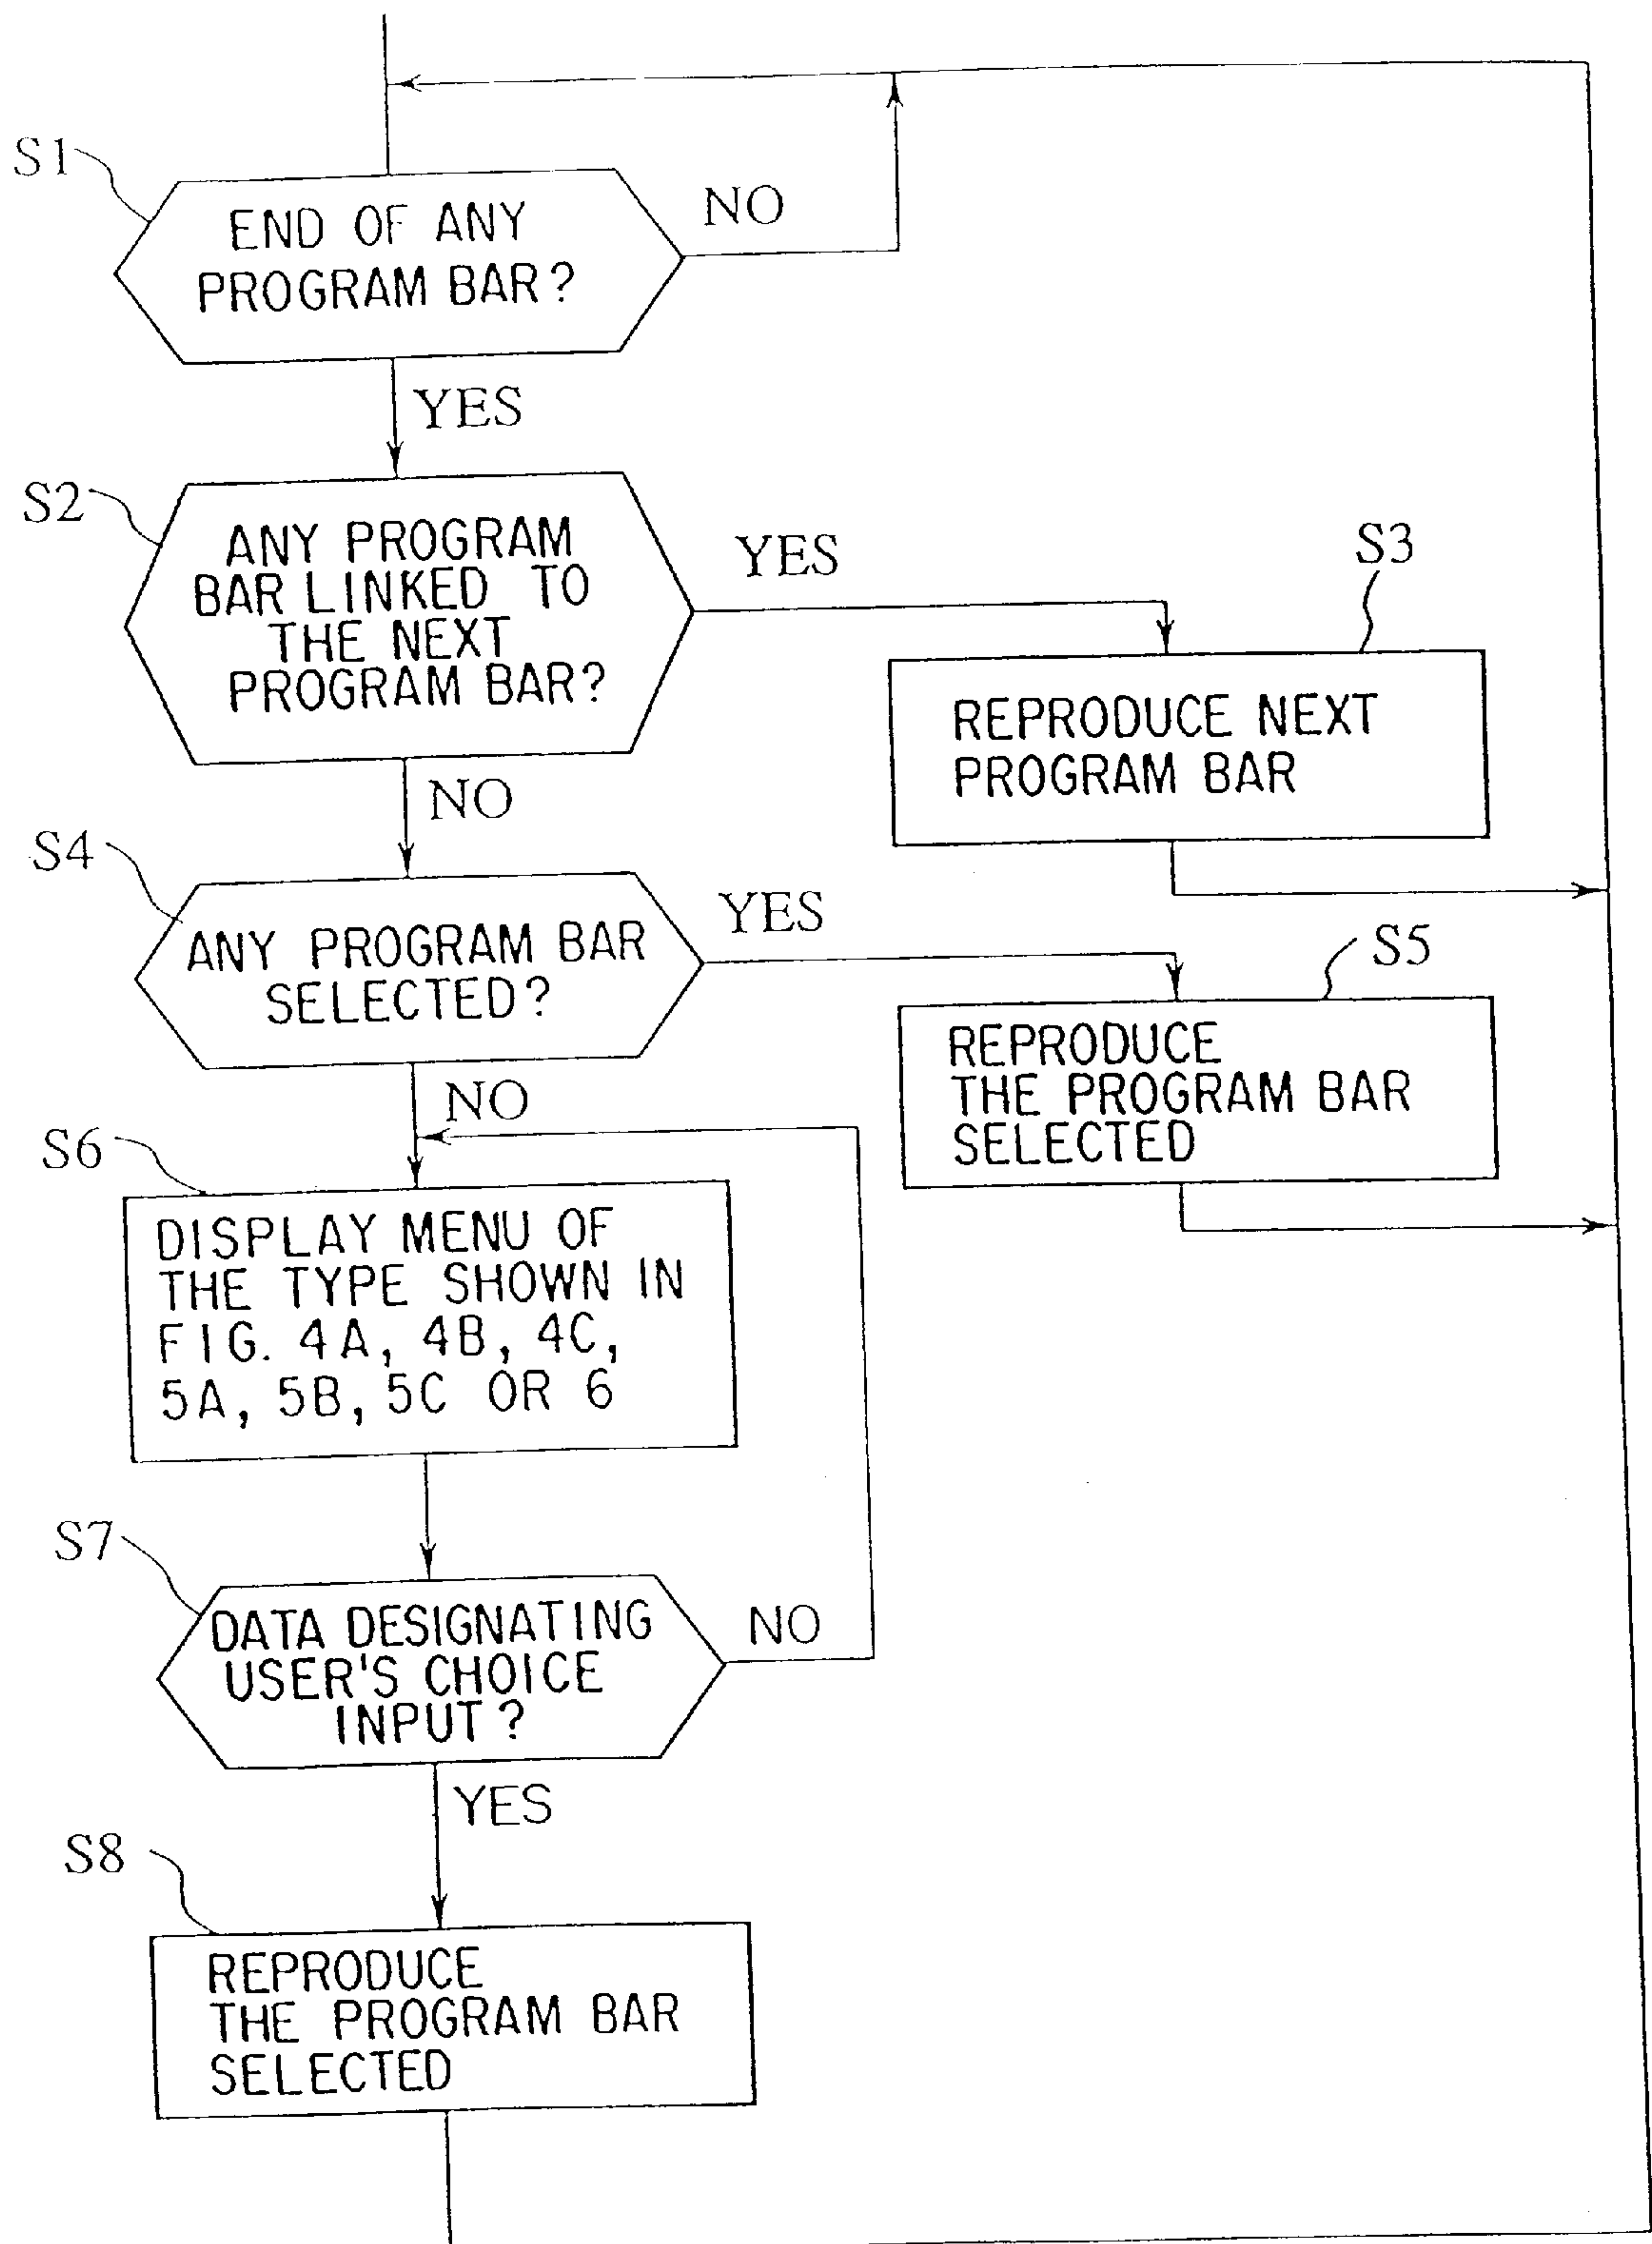 S1
END OF ANY
PROGRAM BAR?
NO
YES
S2
ANY PROGRAM
BAR LINKED TO
THE NEXT
PROGRAM BAR?
YES
S3
REPRODUCE NEXT
PROGRAM BAR
NO
S4
ANY PROGRAM BAR
SELECTED?
YES
S5
REPRODUCE
THE PROGRAM BAR
SELECTED
NO
S6
DISPLAY MENU OF
THE TYPE SHOWN IN
FIG. 4A, 4B, 4C,
5A, 5B, 5C OR 6
S7
DATA DESIGNATING
USER'S CHOICE
INPUT?
NO
YES
S8
REPRODUCE
THE PROGRAM BAR
SELECTED